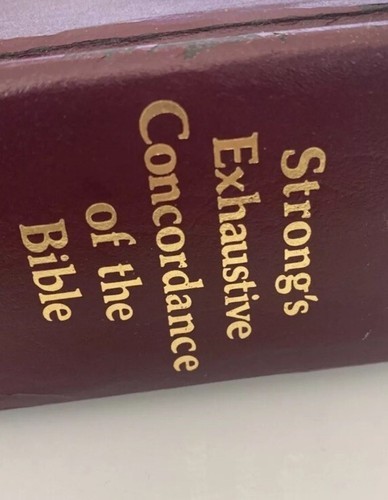 Strong's
Exhaustive
Concordance
of the
Bible